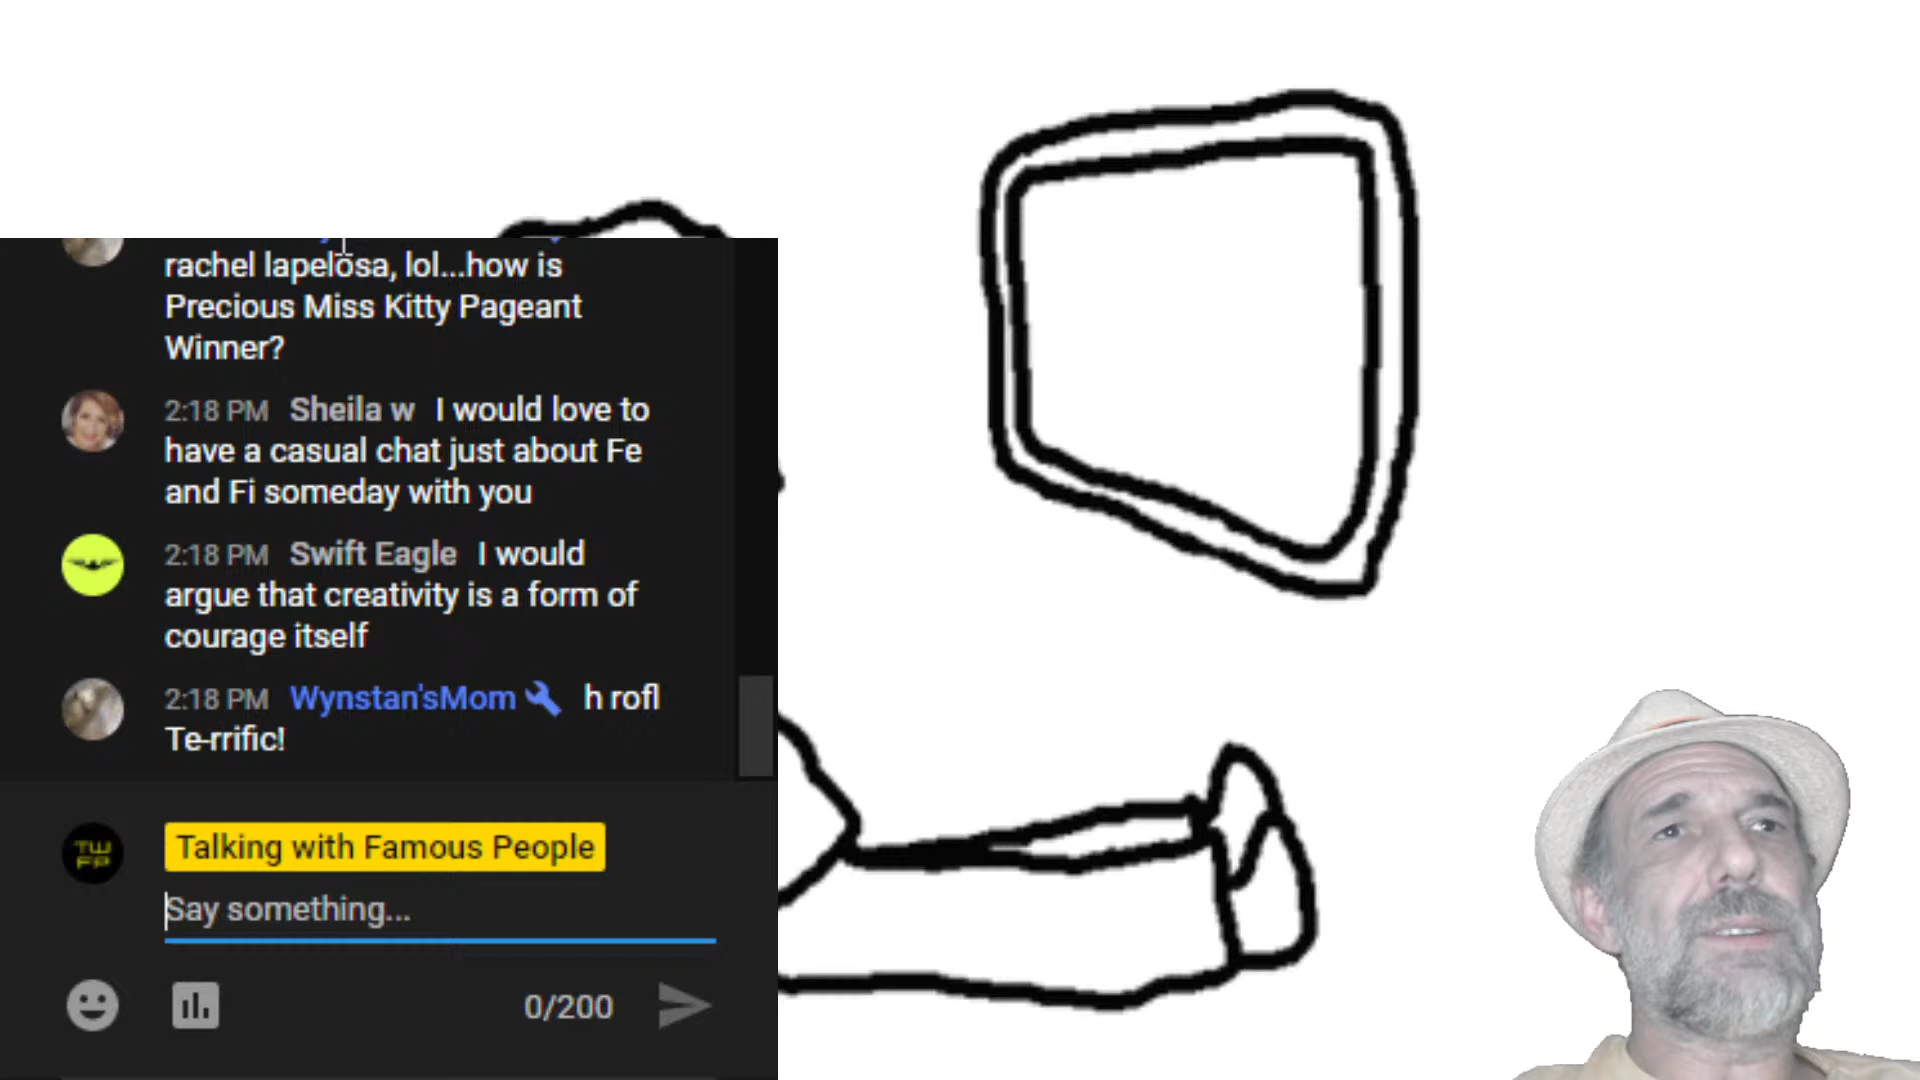 rachel lapelosa, lol...how is
Precious Miss Kitty Pageant
Winner?
2:18 PM Sheila w I would love to
have a casual chat just about Fe
and Fi someday with you
2:18 PM Swift Eagle I would
argue that creativity is a form of
courage itself
2:18 PM Wynstan'sMom h rofl
Te-rrific!
TW
FP
Talking with Famous People
Say something...
0/200